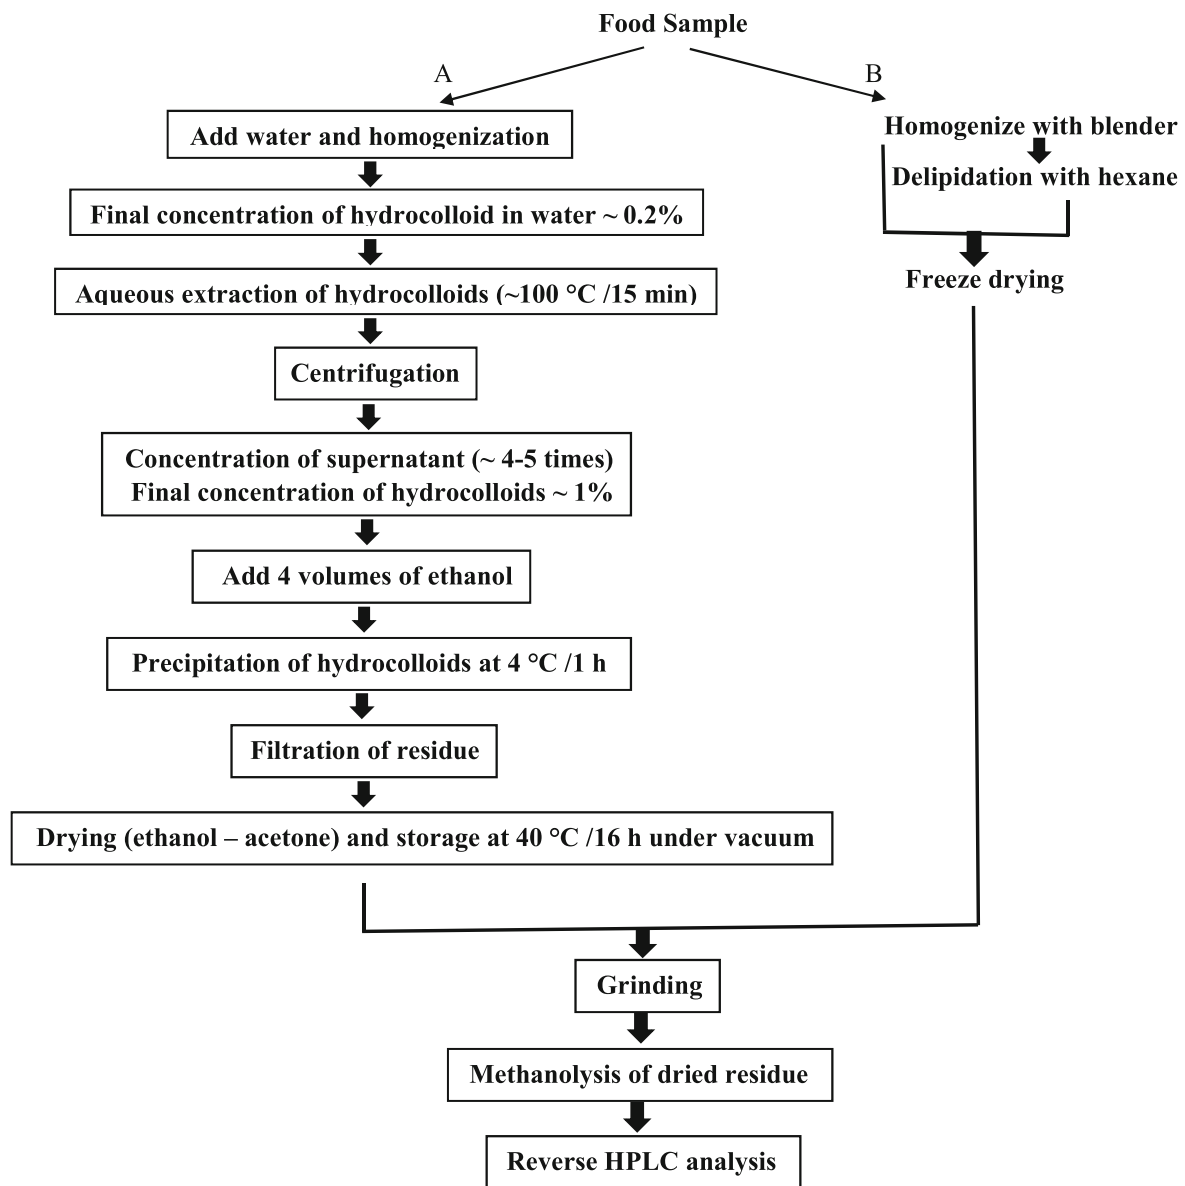 Food Sample
A
B
Add water and homogenization
Final concentration of hydrocolloid in water ~ 0.2%
Aqueous extraction of hydrocolloids (~100 °C /15 min)
Centrifugation
Concentration of supernatant (~ 4-5 times)
Final concentration of hydrocolloids ~ 1%
Add 4 volumes of ethanol
Precipitation of hydrocolloids at 4 °C /1 h
Filtration of residue
Drying (ethanol – acetone) and storage at 40 °C /16 h under vacuum
Homogenize with blender
Delipidation with hexane
Freeze drying
Grinding
Methanolysis of dried residue
Reverse HPLC analysis